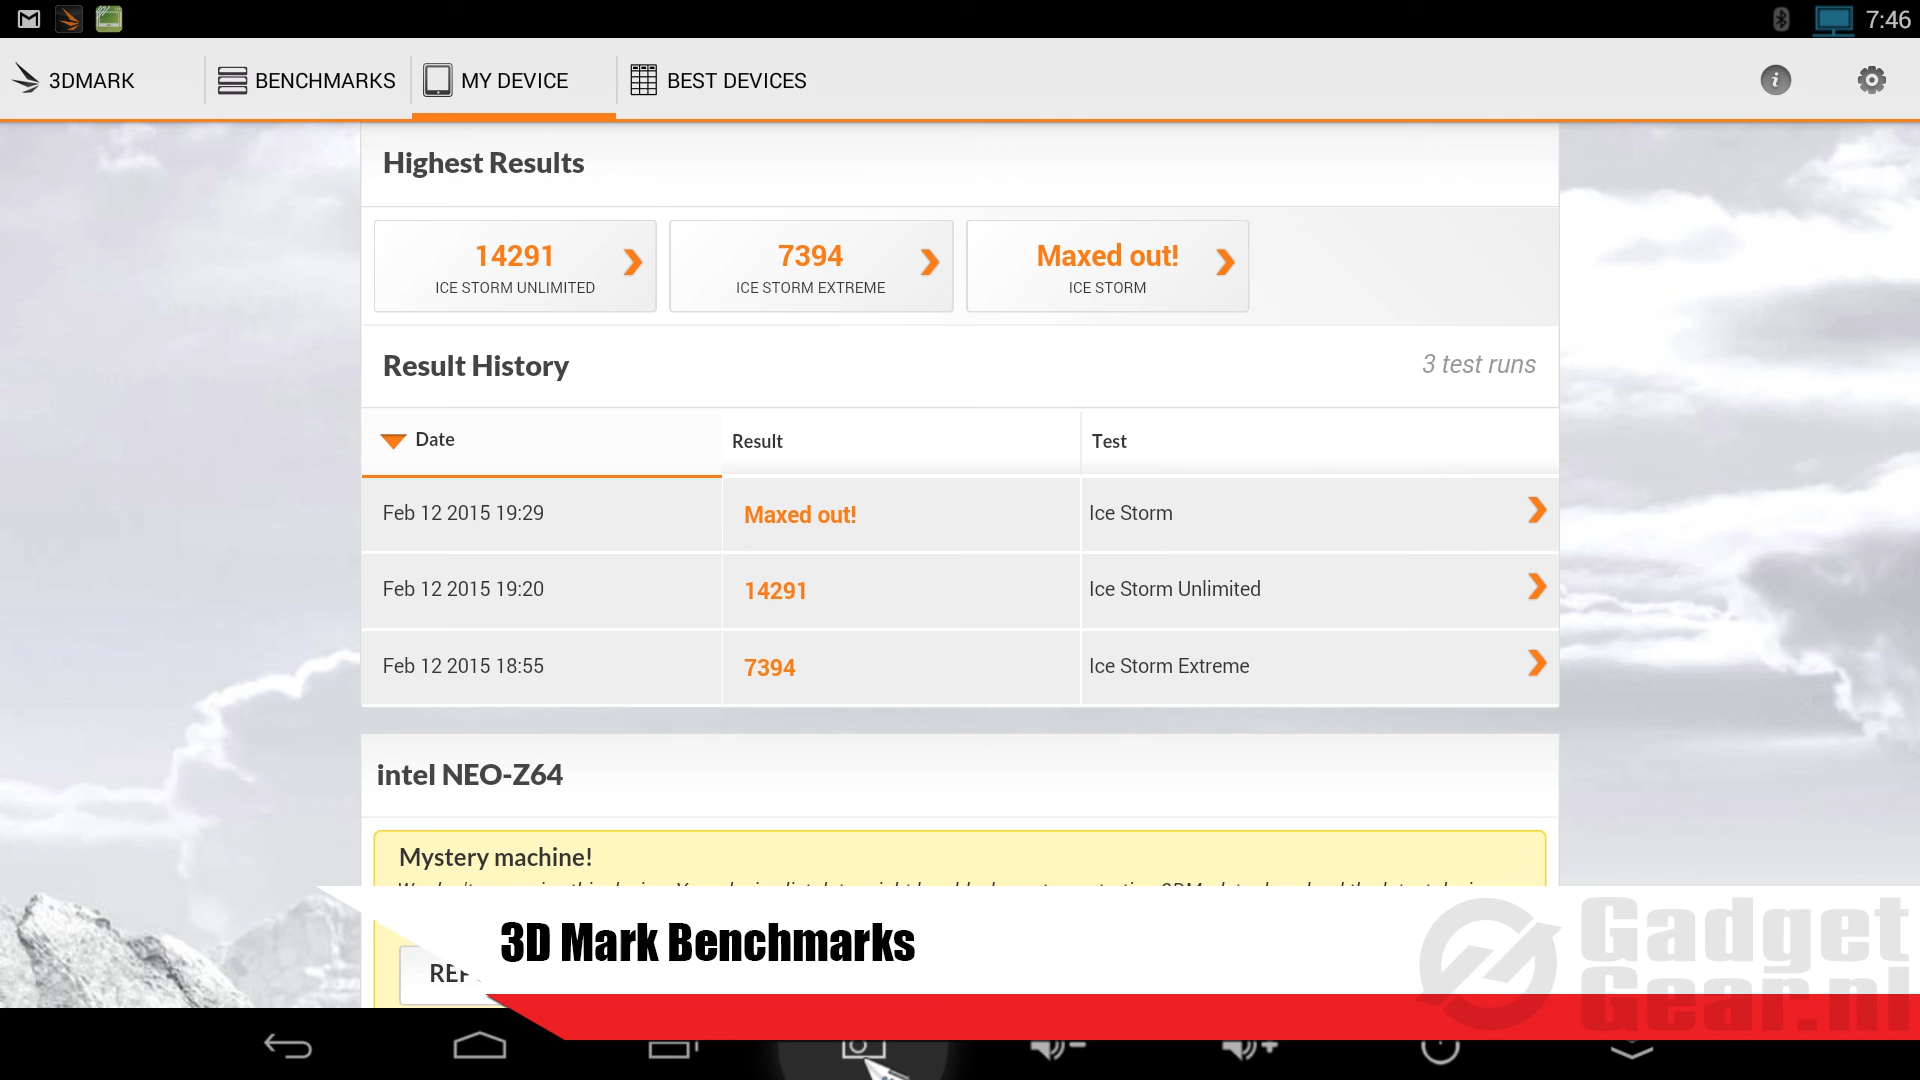 7:46
3DMARK
BENCHMARKS
MY DEVICE
BEST DEVICES
Highest Results
14291
ICE STORM UNLIMITED
7394
ICE STORM EXTREME
Maxed out!
ICE STORM
Result History
3 test runs
Date
Result
Test
Feb 12 2015 19:29
Maxed out!
Ice Storm
Feb 12 2015 19:20
14291
Ice Storm Unlimited
Feb 12 2015 18:55
7394
Ice Storm Extreme
intel NEO-Z64
Mystery machine!
3D Mark Benchmarks
Gadget
Gear.nl